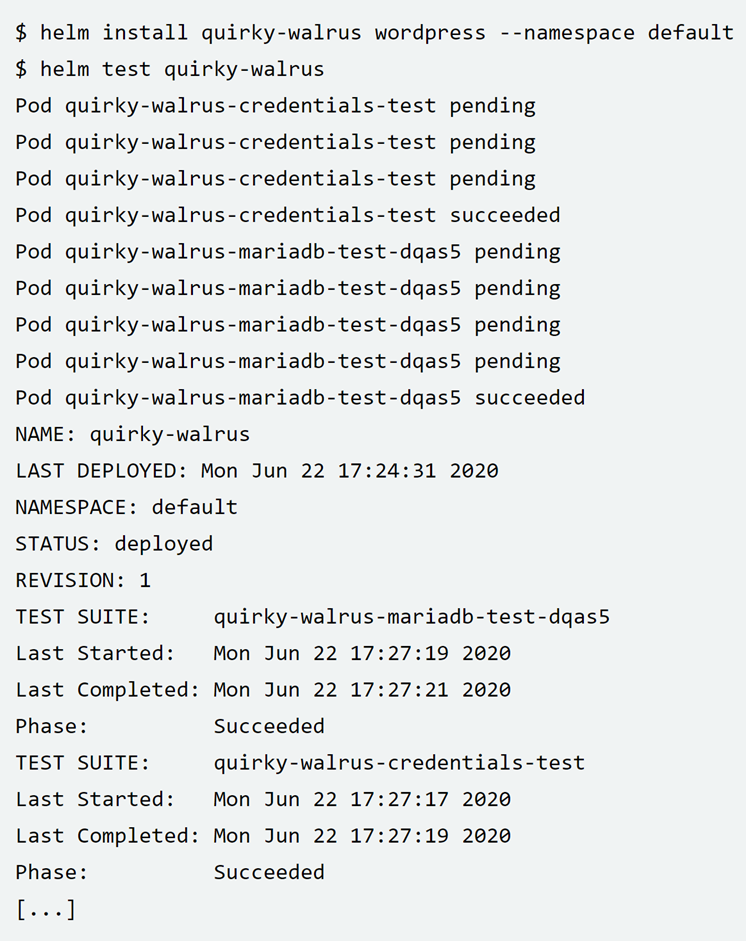 $ helm install quirky-walrus wordpress --namespace default
$ helm test quirky-walrus
Pod quirky-walrus-credentials-test pending
Pod quirky-walrus-credentials-test pending
Pod quirky-walrus-credentials-test pending
Pod quirky-walrus-credentials-test succeeded
Pod quirky-walrus-mariadb-test-dqas5 pending
Pod quirky-walrus-mariadb-test-dqas5 pending
Pod quirky-walrus-mariadb-test-dqas5 pending
Pod quirky-walrus-mariadb-test-dqas5 pending
Pod quirky-walrus-mariadb-test-dqas5 succeeded
NAME: quirky-walrus
LAST DEPLOYED: Mon Jun 22 17:24:31 2020
NAMESPACE: default
STATUS: deployed
REVISION: 1
TEST SUITE:     quirky-walrus-mariadb-test-dqas5
Last Started:   Mon Jun 22 17:27:19 2020
Last Completed: Mon Jun 22 17:27:21 2020
Phase:          Succeeded
TEST SUITE:     quirky-walrus-credentials-test
Last Started:   Mon Jun 22 17:27:17 2020
Last Completed: Mon Jun 22 17:27:19 2020
Phase:          Succeeded
[...]